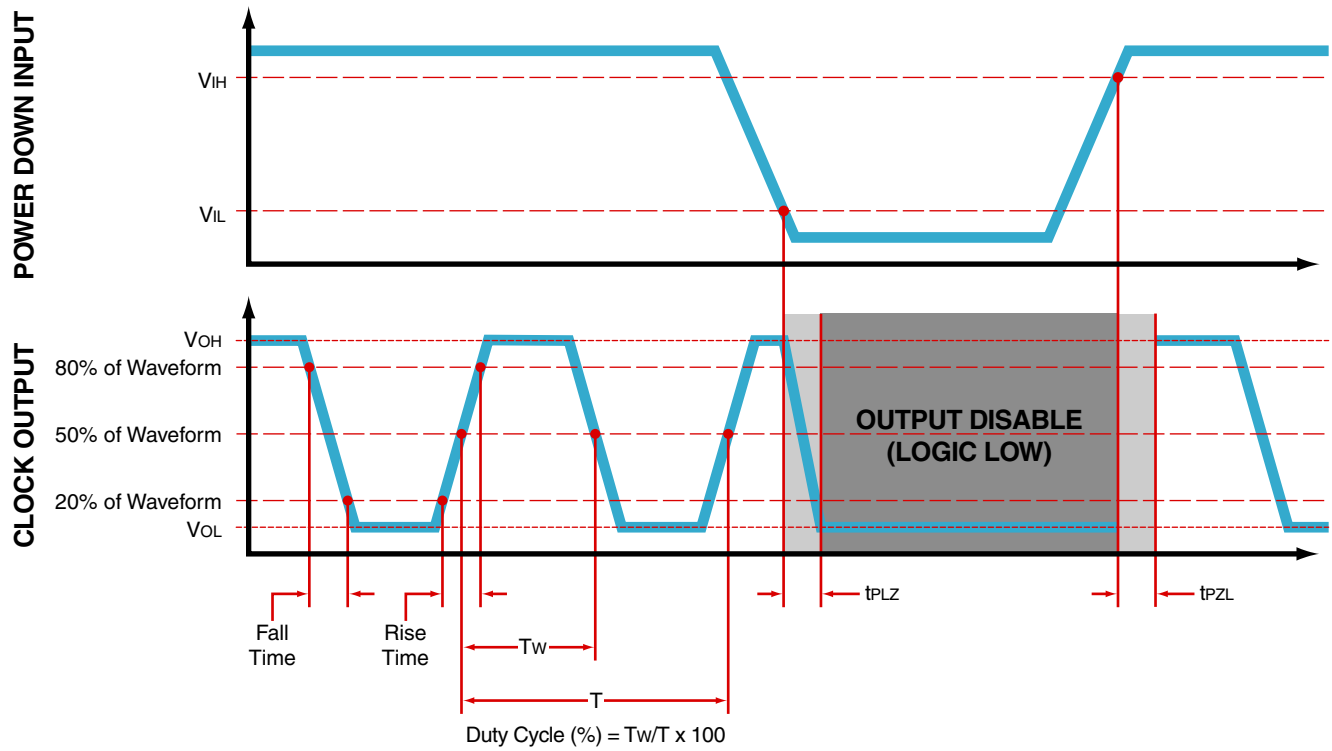 POWER DOWN INPUT
VIH
VIL
CLOCK OUTPUT
VOH
80% of Waveform
50% of Waveform
20% of Waveform
VOL
OUTPUT DISABLE
(LOGIC LOW)
tPLZ
tPZL
Fall
Time
Rise
Time
TW
T
Duty Cycle (%) = TW/T x 100